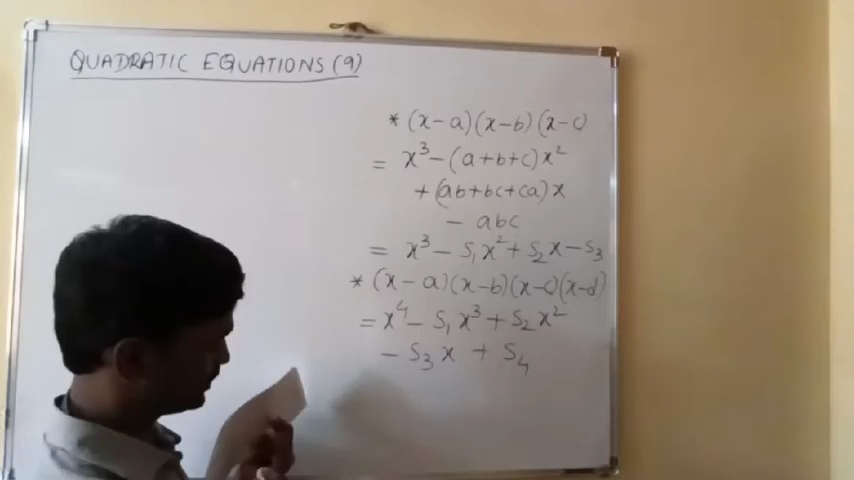 QUADRATIC EQUATIONS (9)
* (x-a)(x-b)(x-c)
= x³-(a+b+c)x²
+(ab+bc+ca)x
- abc
= x³ - S₁x² + S₂x - S₃
* (x-a)(x-b)(x-c)(x-d)
= x⁴ - S₁x³ + S₂x²
- S₃x + S₄